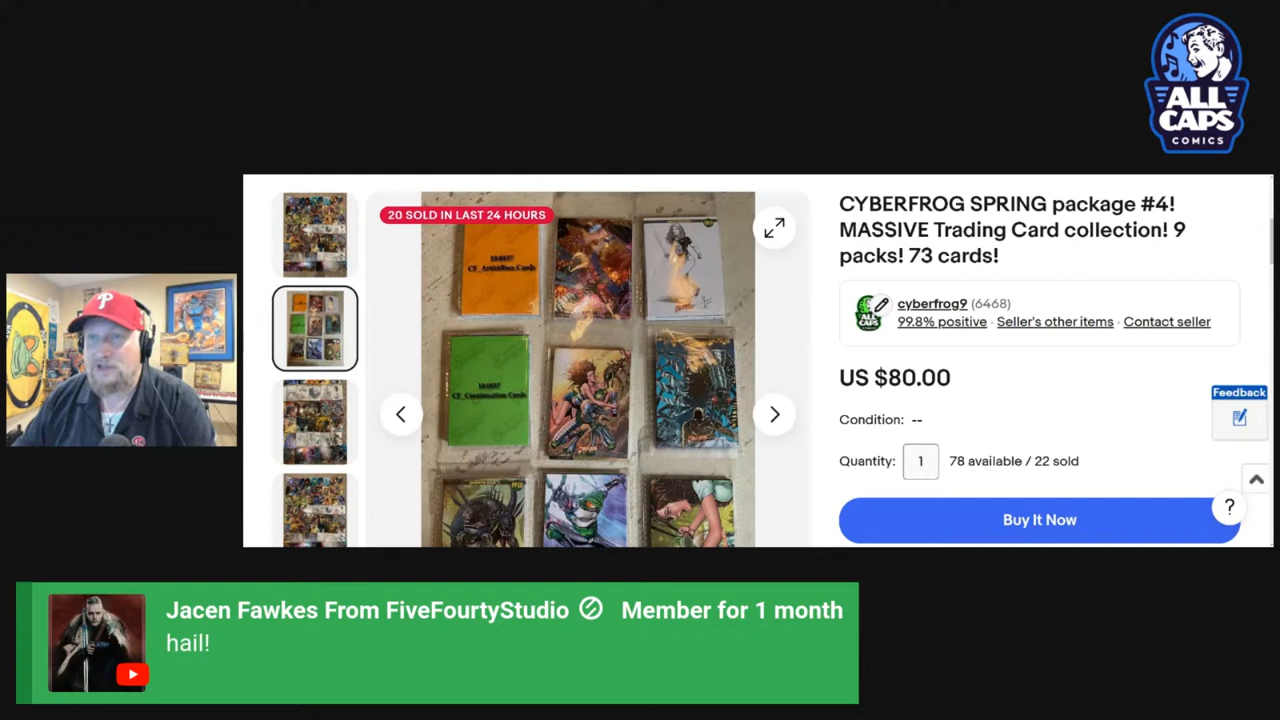 ALL
CAPS
COMICS
20 SOLD IN LAST 24 HOURS
CYBERFROG SPRING package #4!
MASSIVE Trading Card collection! 9
packs! 73 cards!
cyberfrog9 (6468)
99.8% positive · Seller's other items · Contact seller
US $80.00
Condition: --
Quantity: 1 78 available / 22 sold
Buy It Now
Feedback
?
Jacen Fawkes From FiveFourtyStudio Member for 1 month
hail!